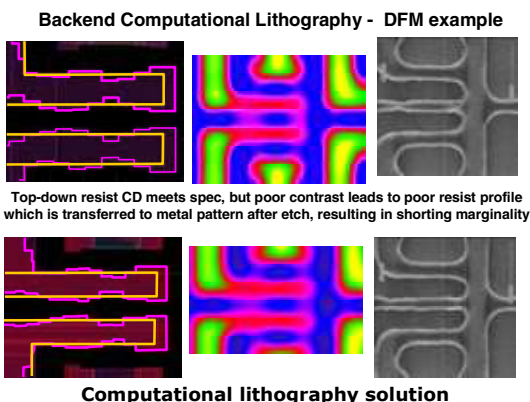 Backend Computational Lithography - DFM example
Top-down resist CD meets spec, but poor contrast leads to poor resist profile
which is transferred to metal pattern after etch, resulting in shorting marginality
Computational lithography solution